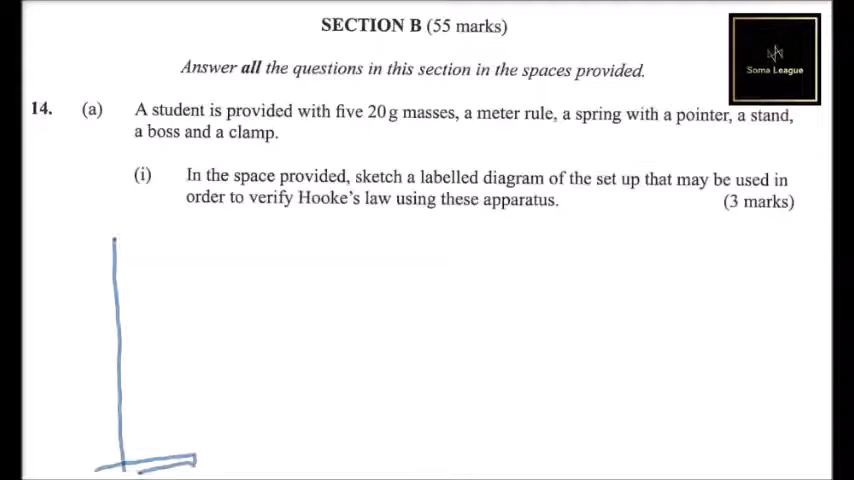 SECTION B (55 marks)
Answer all the questions in this section in the spaces provided.
Soma League
14. (a) A student is provided with five 20 g masses, a meter rule, a spring with a pointer, a stand,
a boss and a clamp.
(i) In the space provided, sketch a labelled diagram of the set up that may be used in
order to verify Hooke's law using these apparatus. (3 marks)